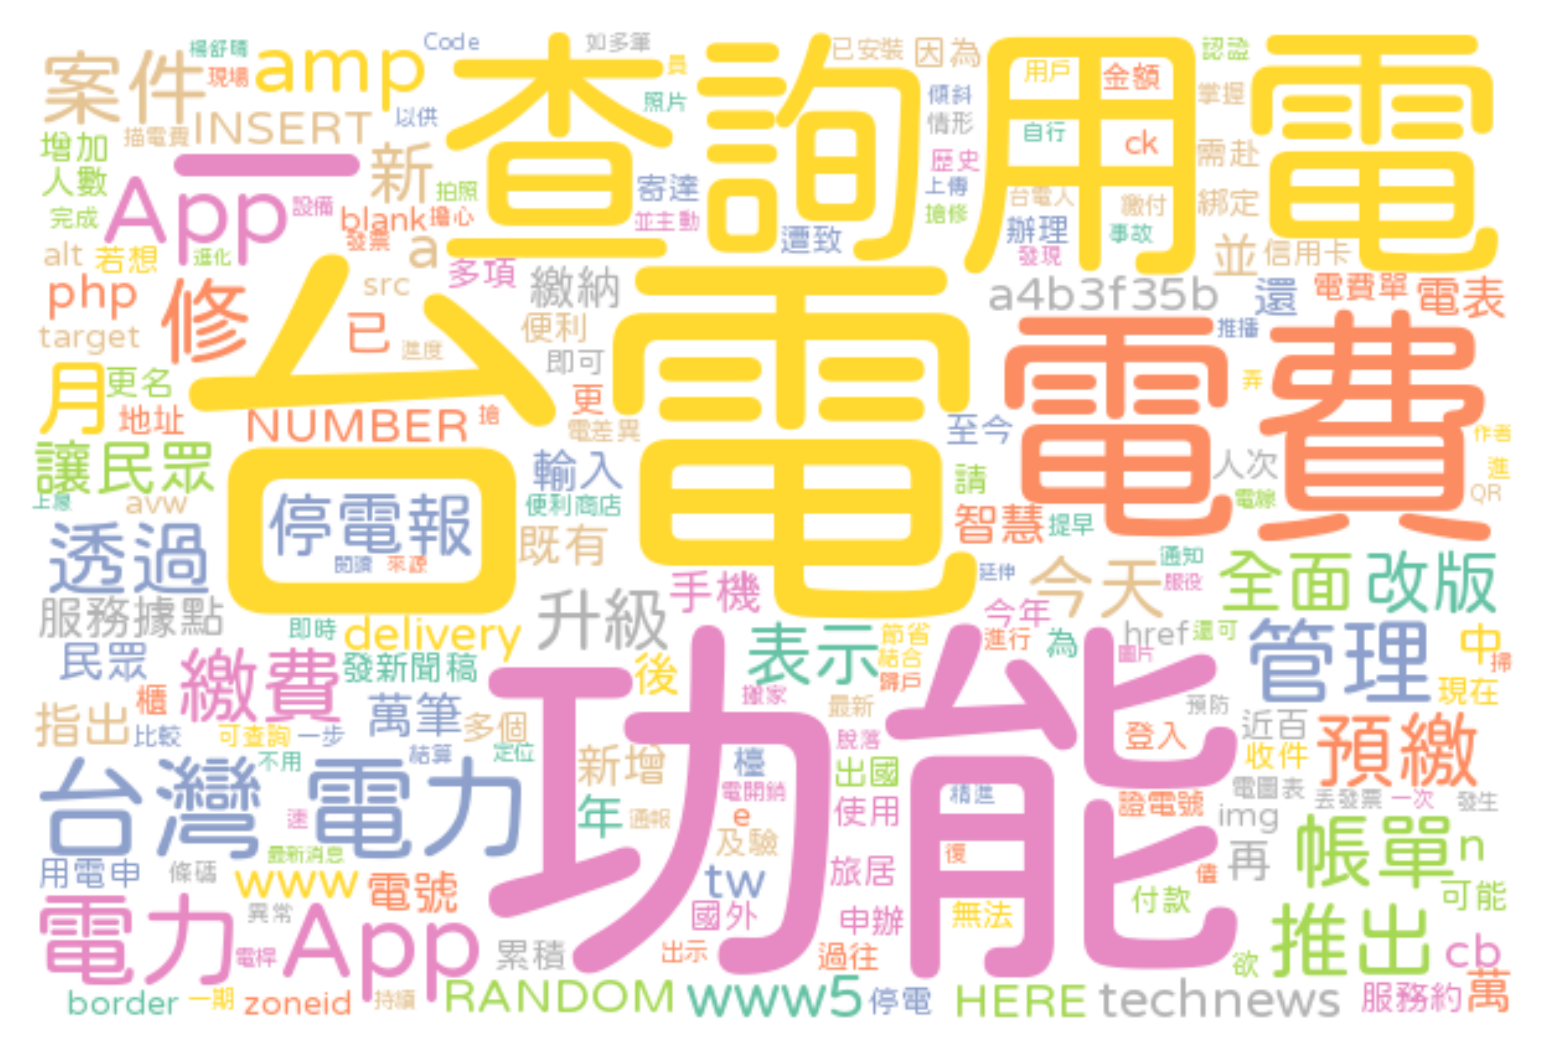 楊舒晴
Code
如多筆
已安裝
因為
認證
案件
現場
amp
查詢用電
員
用戶
金額
照片
傾斜
掌握
描電費
INSERT
以供
情形
自行
ck
增加
人數
一
新
歷史
需赴
完成
App
設備
拍照
寄達
上傳
台電人
繳付
綁定
blank
擔心
並主動
搶修
辦理
事故
發票
a
遭致
發現
並
信用卡
alt
若想
進化
多項
繳納
src
a4b3f35b
還
電費單
電表
php
修
台電
target
已
進度
便利
推播
電費
即可
月
更名
地址
NUMBER
搶
更
電差異
至今
弄
作者
讓民眾
輸入
請
人次
進
上線
avw
停電報
便利商店
電線
QR
透過
閱讀
來源
既有
智慧
提早
通知
延伸
服役
今天
全面
改版
服務據點
即時
delivery
升級
手機
今年
民眾
繳費
發新聞稿
表示
後
節省
結合
歸戶
進行
為
href
還可
圖片
管理
中
掃
櫃
功能
搬家
現在
指出
比較
可查詢
一步
萬筆
多個
最新
預防
近百
預繳
不用
結算
定位
脫落
登入
收件
台灣
電力
新增
檯
出國
電圖表
丟發票
一次
發生
速
年
通報
電開銷
e
使用
精進
證電號
img
帳單
n
最新消息
及驗
用電申
條碼
www
電號
tw
旅居
復
僅
再
付款
可能
電力
異常
App
電桿
國外
申辦
無法
推出
cb
累積
出示
過往
欲
border
一期
zoneid
持續
RANDOM
www5
停電
HERE
technews
服務約
萬